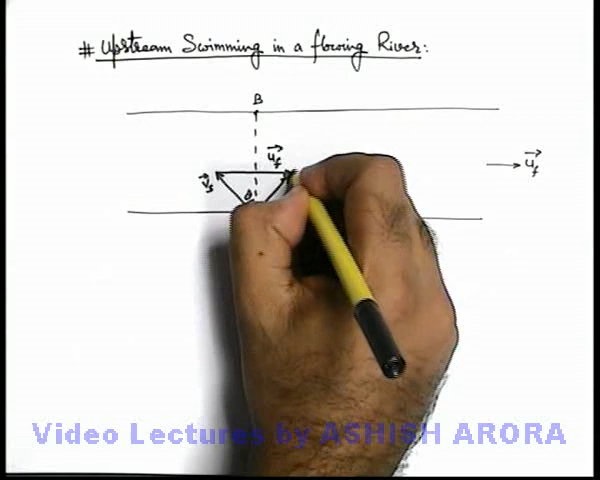 # Upstream Swimming in a flowing River:
B
u⃗f
v⃗s
θ
u⃗f
Video Lectures by ASHISH ARORA